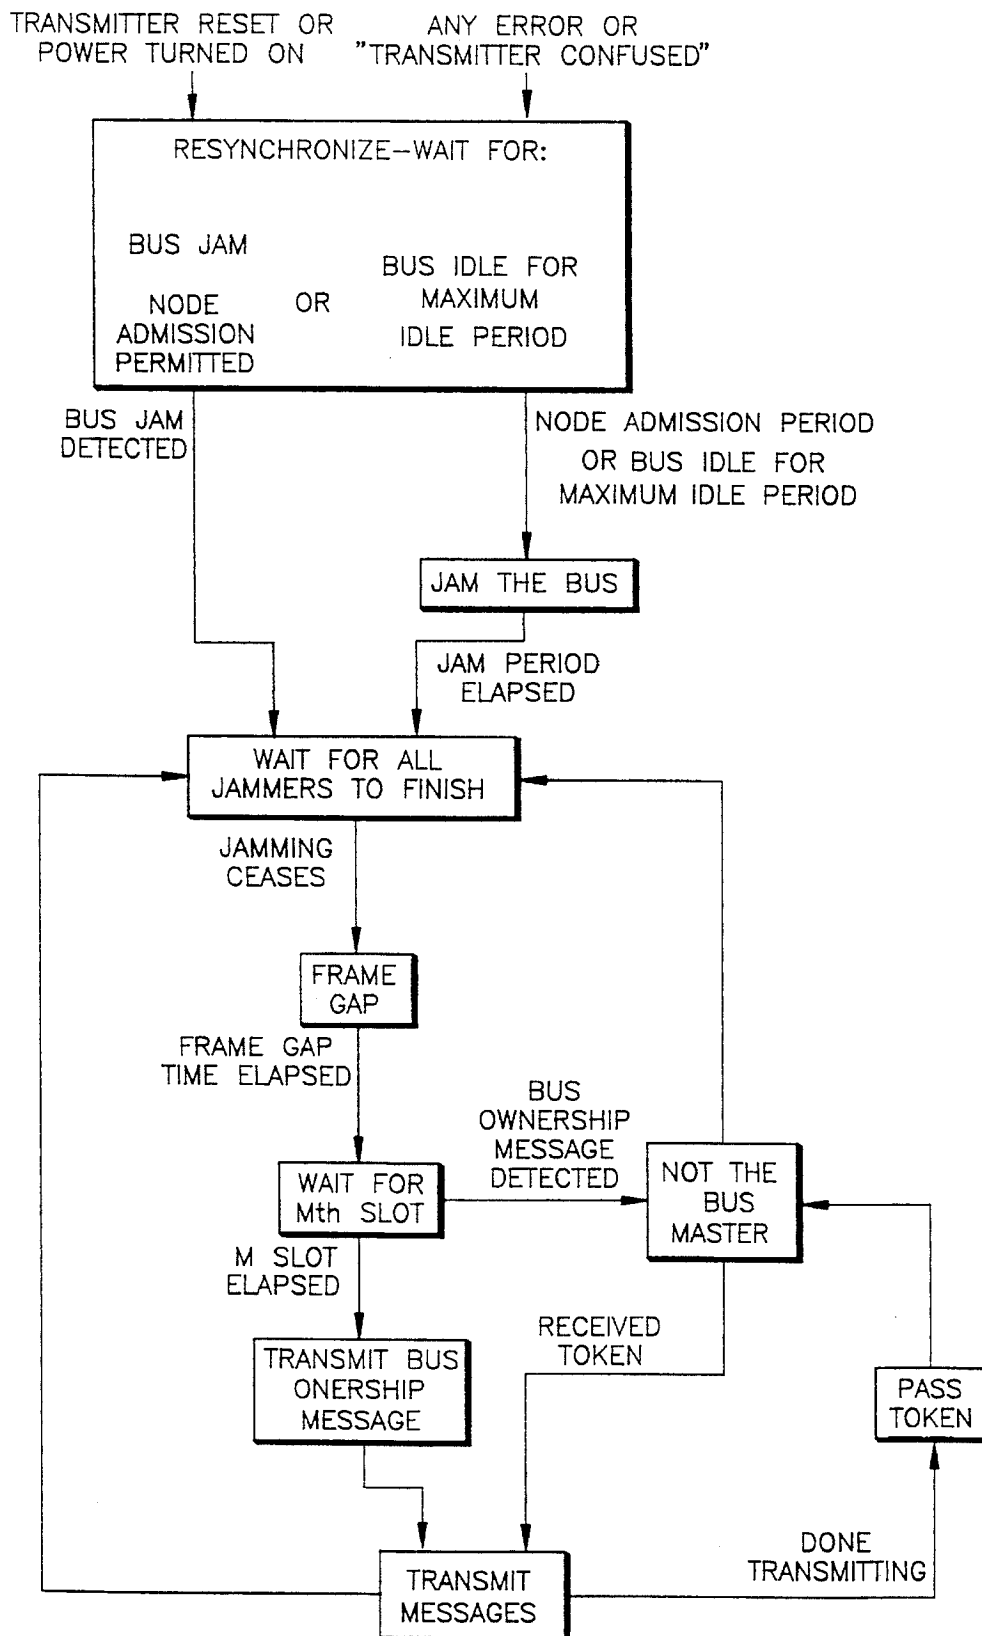 TRANSMITTER RESET OR
POWER TURNED ON
ANY ERROR OR
"TRANSMITTER CONFUSED"
RESYNCHRONIZE-WAIT FOR:
BUS JAM
NODE
ADMISSION
PERMITTED
OR
BUS IDLE FOR
MAXIMUM
IDLE PERIOD
BUS JAM
DETECTED
NODE ADMISSION PERIOD
OR BUS IDLE FOR
MAXIMUM IDLE PERIOD
JAM THE BUS
JAM PERIOD
ELAPSED
WAIT FOR ALL
JAMMERS TO FINISH
JAMMING
CEASES
FRAME
GAP
FRAME GAP
TIME ELAPSED
BUS
OWNERSHIP
MESSAGE
DETECTED
WAIT FOR
Mth SLOT
NOT THE
BUS
MASTER
M SLOT
ELAPSED
RECEIVED
TOKEN
TRANSMIT BUS
ONERSHIP
MESSAGE
PASS
TOKEN
DONE
TRANSMITTING
TRANSMIT
MESSAGES